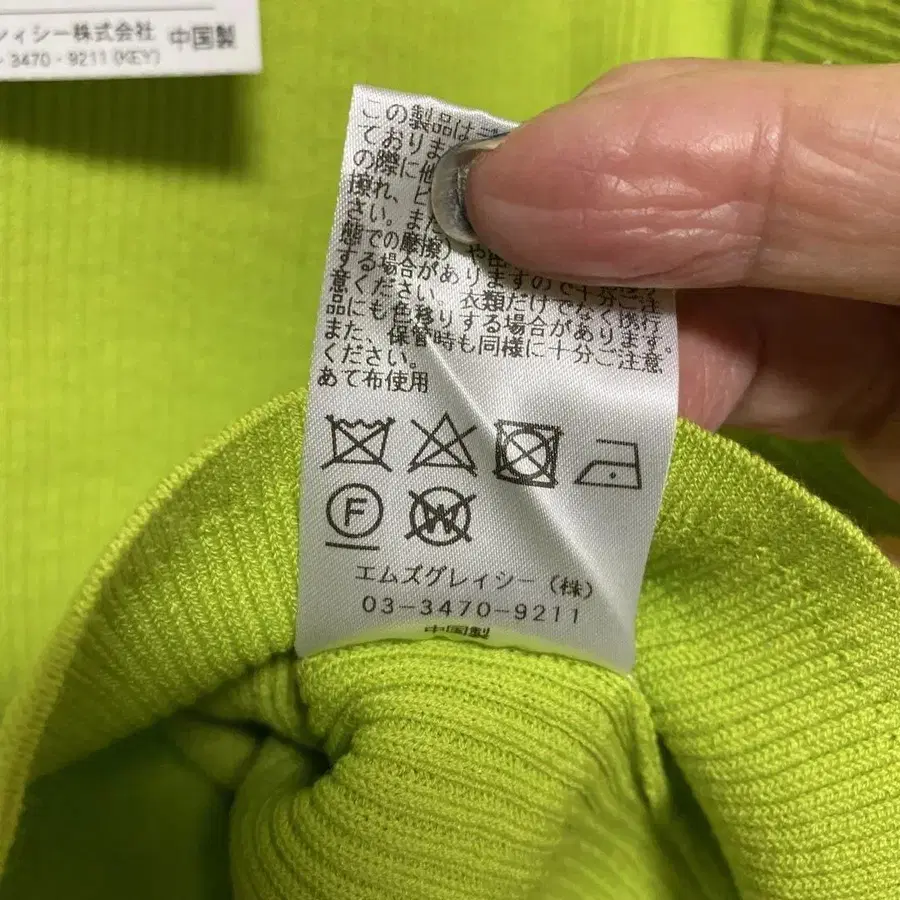 レィシー株式会社 中国製
3470-9211(KEY)
この製品は
ております
の際に他
擦れ、ビ
さい。また
態での摩擦)や
する場合がありますので十分ご注
意ください。衣類だけでなく
品にも色移りする場合があります。
また、保管時も同様に十分ご注意
ください。
あて布使用
F W
エムズグレィシー(株)
03-3470-9211
中国製